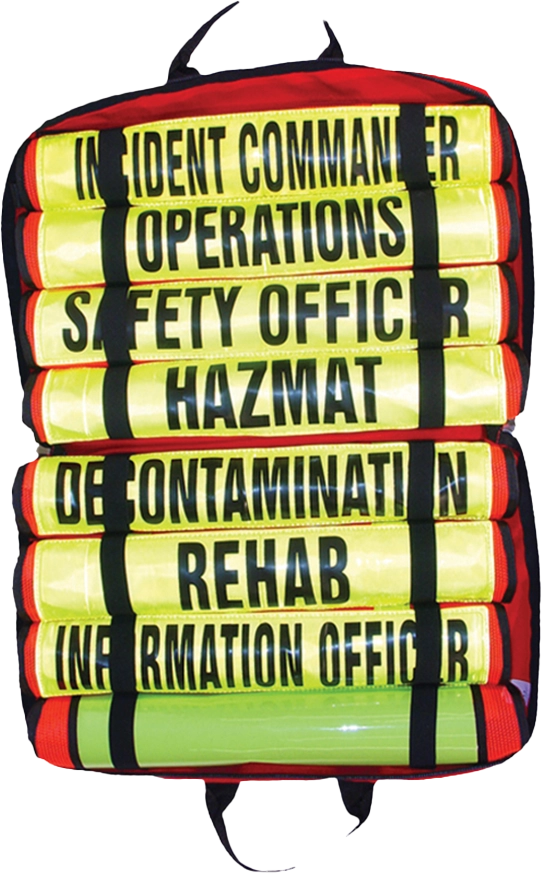 INCIDENT COMMANDER
OPERATIONS
SAFETY OFFICER
HAZMAT
DECONTAMINATION
REHAB
INFORMATION OFFICER